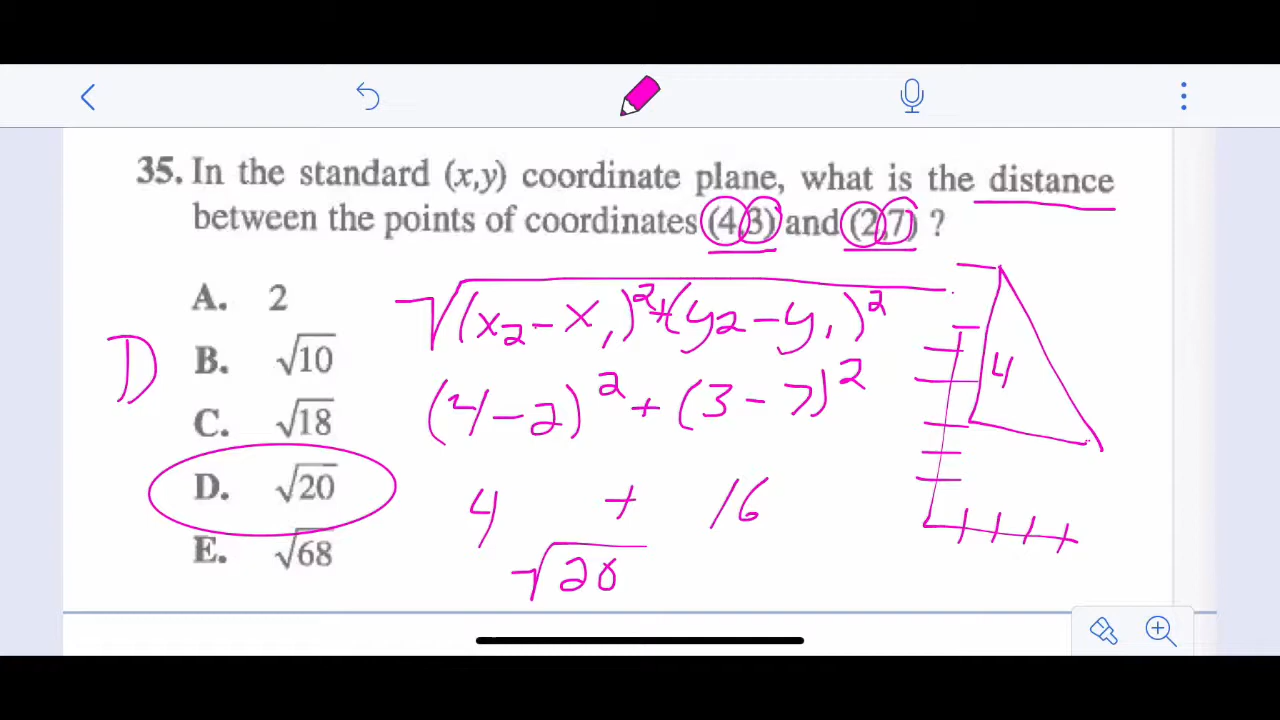 35. In the standard (x,y) coordinate plane, what is the distance
between the points of coordinates (4,3) and (2,7) ?
A. 2
B. √10
C. √18
D. √20
E. √68
D
√(x₂ - x₁)² + (y₂ - y₁)²
(4 - 2)² + (3 - 7)²
4 + 16
√20
4